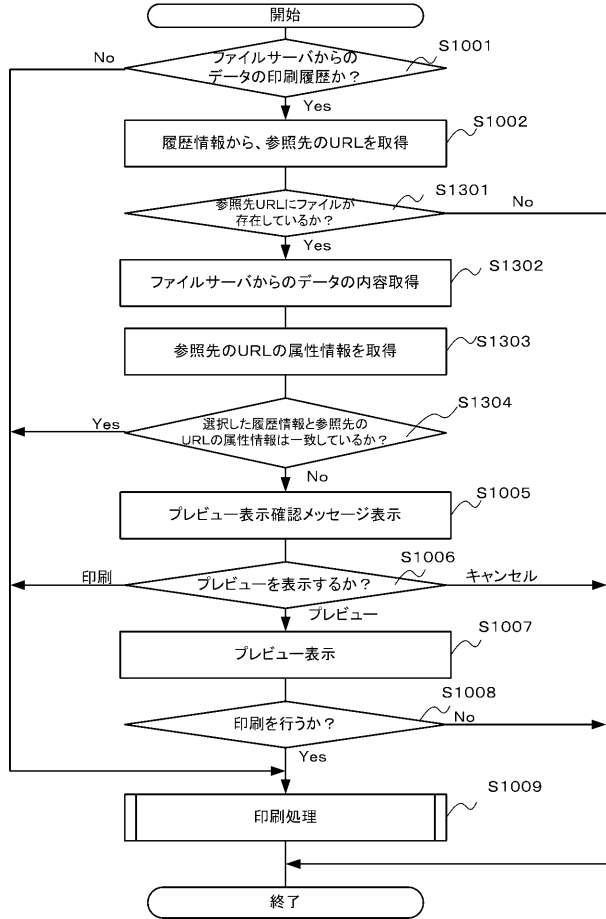 開始
S1001
ファイルサーバからの
データの印刷履歴か？
No
Yes
S1002
履歴情報から、参照先のURLを取得
S1301
参照先URLにファイルが
存在しているか？
No
Yes
S1302
ファイルサーバからのデータの内容取得
S1303
参照先のURLの属性情報を取得
S1304
選択した履歴情報と参照先の
URLの属性情報は一致しているか？
Yes
No
S1005
プレビュー表示確認メッセージ表示
S1006
印刷
プレビューを表示するか？
キャンセル
プレビュー
S1007
プレビュー表示
S1008
印刷を行うか？
No
Yes
S1009
印刷処理
終了